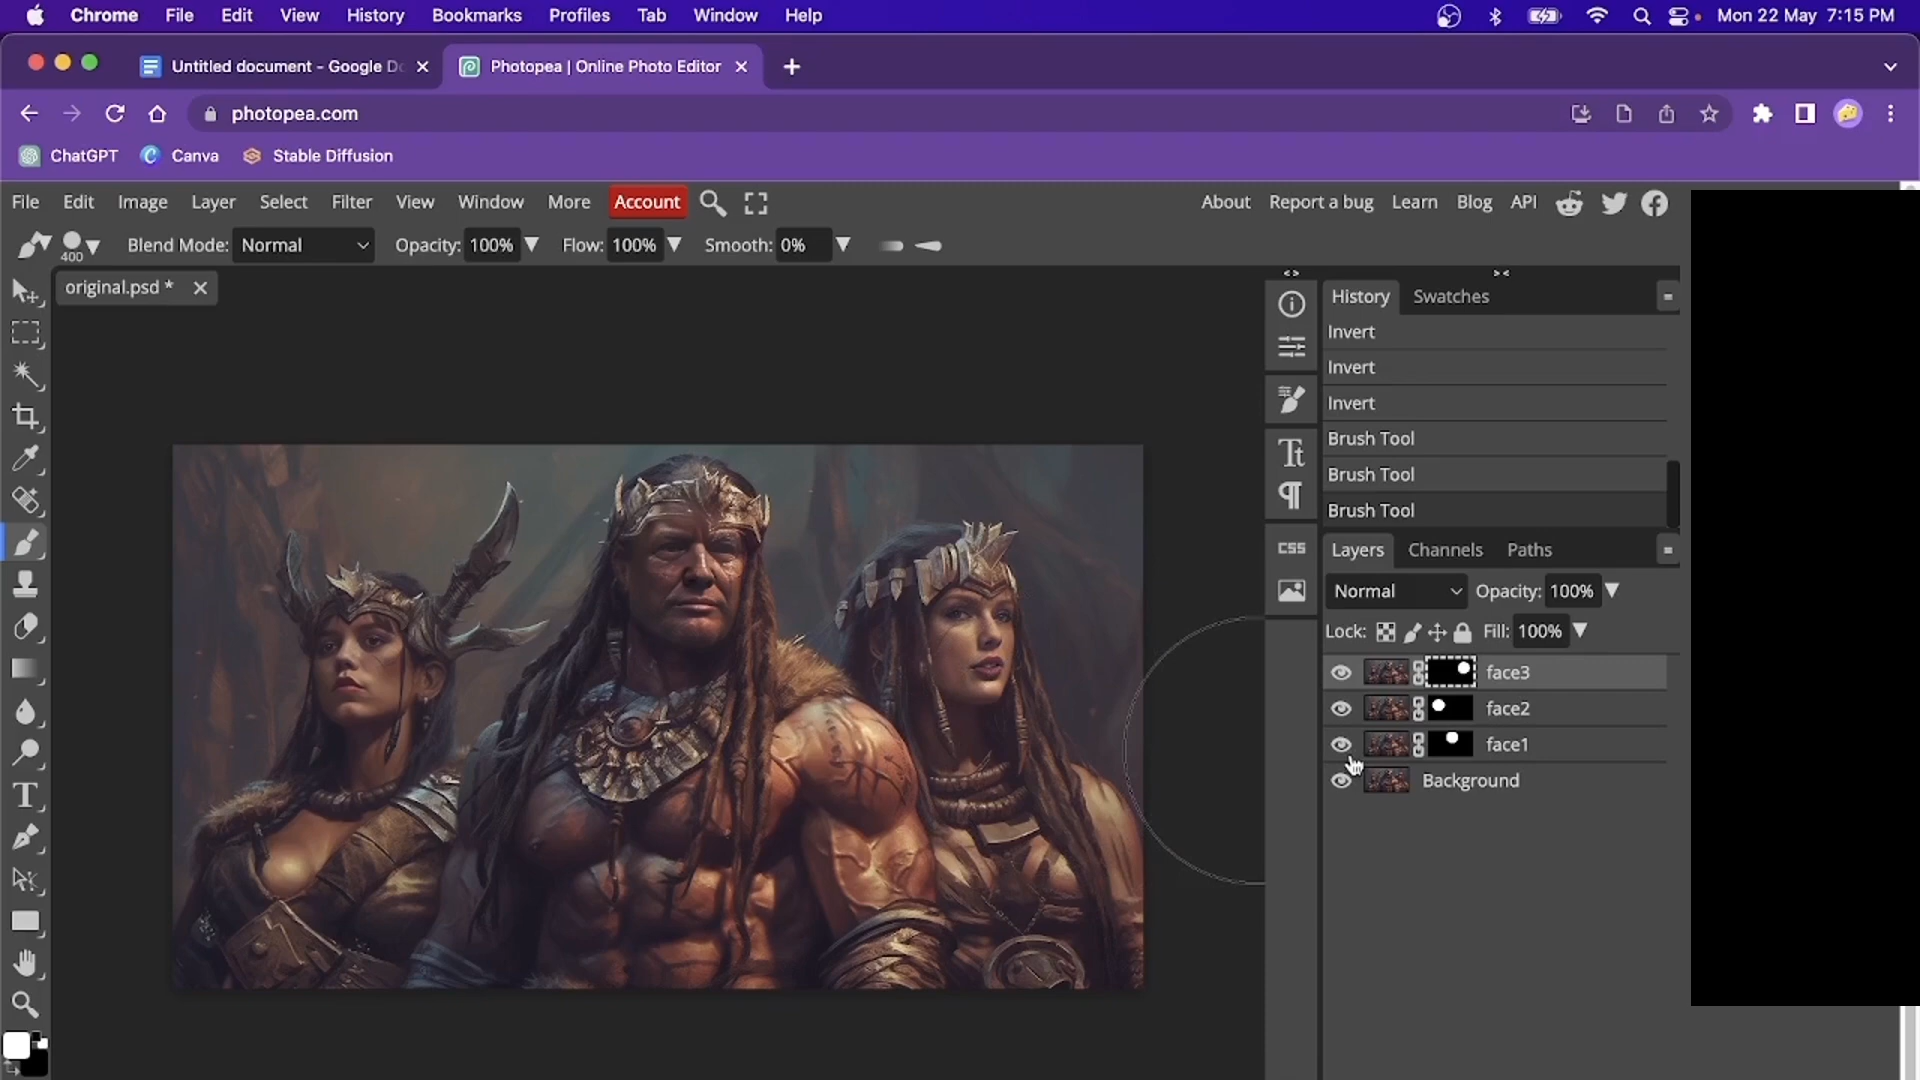 Chrome File Edit View History Bookmarks Profiles Tab Window Help Mon 22 May 7:15 PM
Untitled document - Google Do Photopea | Online Photo Editor
photopea.com
ChatGPT Canva Stable Diffusion
File Edit Image Layer Select Filter View Window More Account About Report a bug Learn Blog API
400 Blend Mode: Normal Opacity: 100% Flow: 100% Smooth: 0%
original.psd *
History Swatches
Invert
Invert
Invert
Brush Tool
Brush Tool
Brush Tool
CSS
Layers Channels Paths
Normal Opacity: 100%
Lock: Fill: 100%
face3
face2
face1
Background